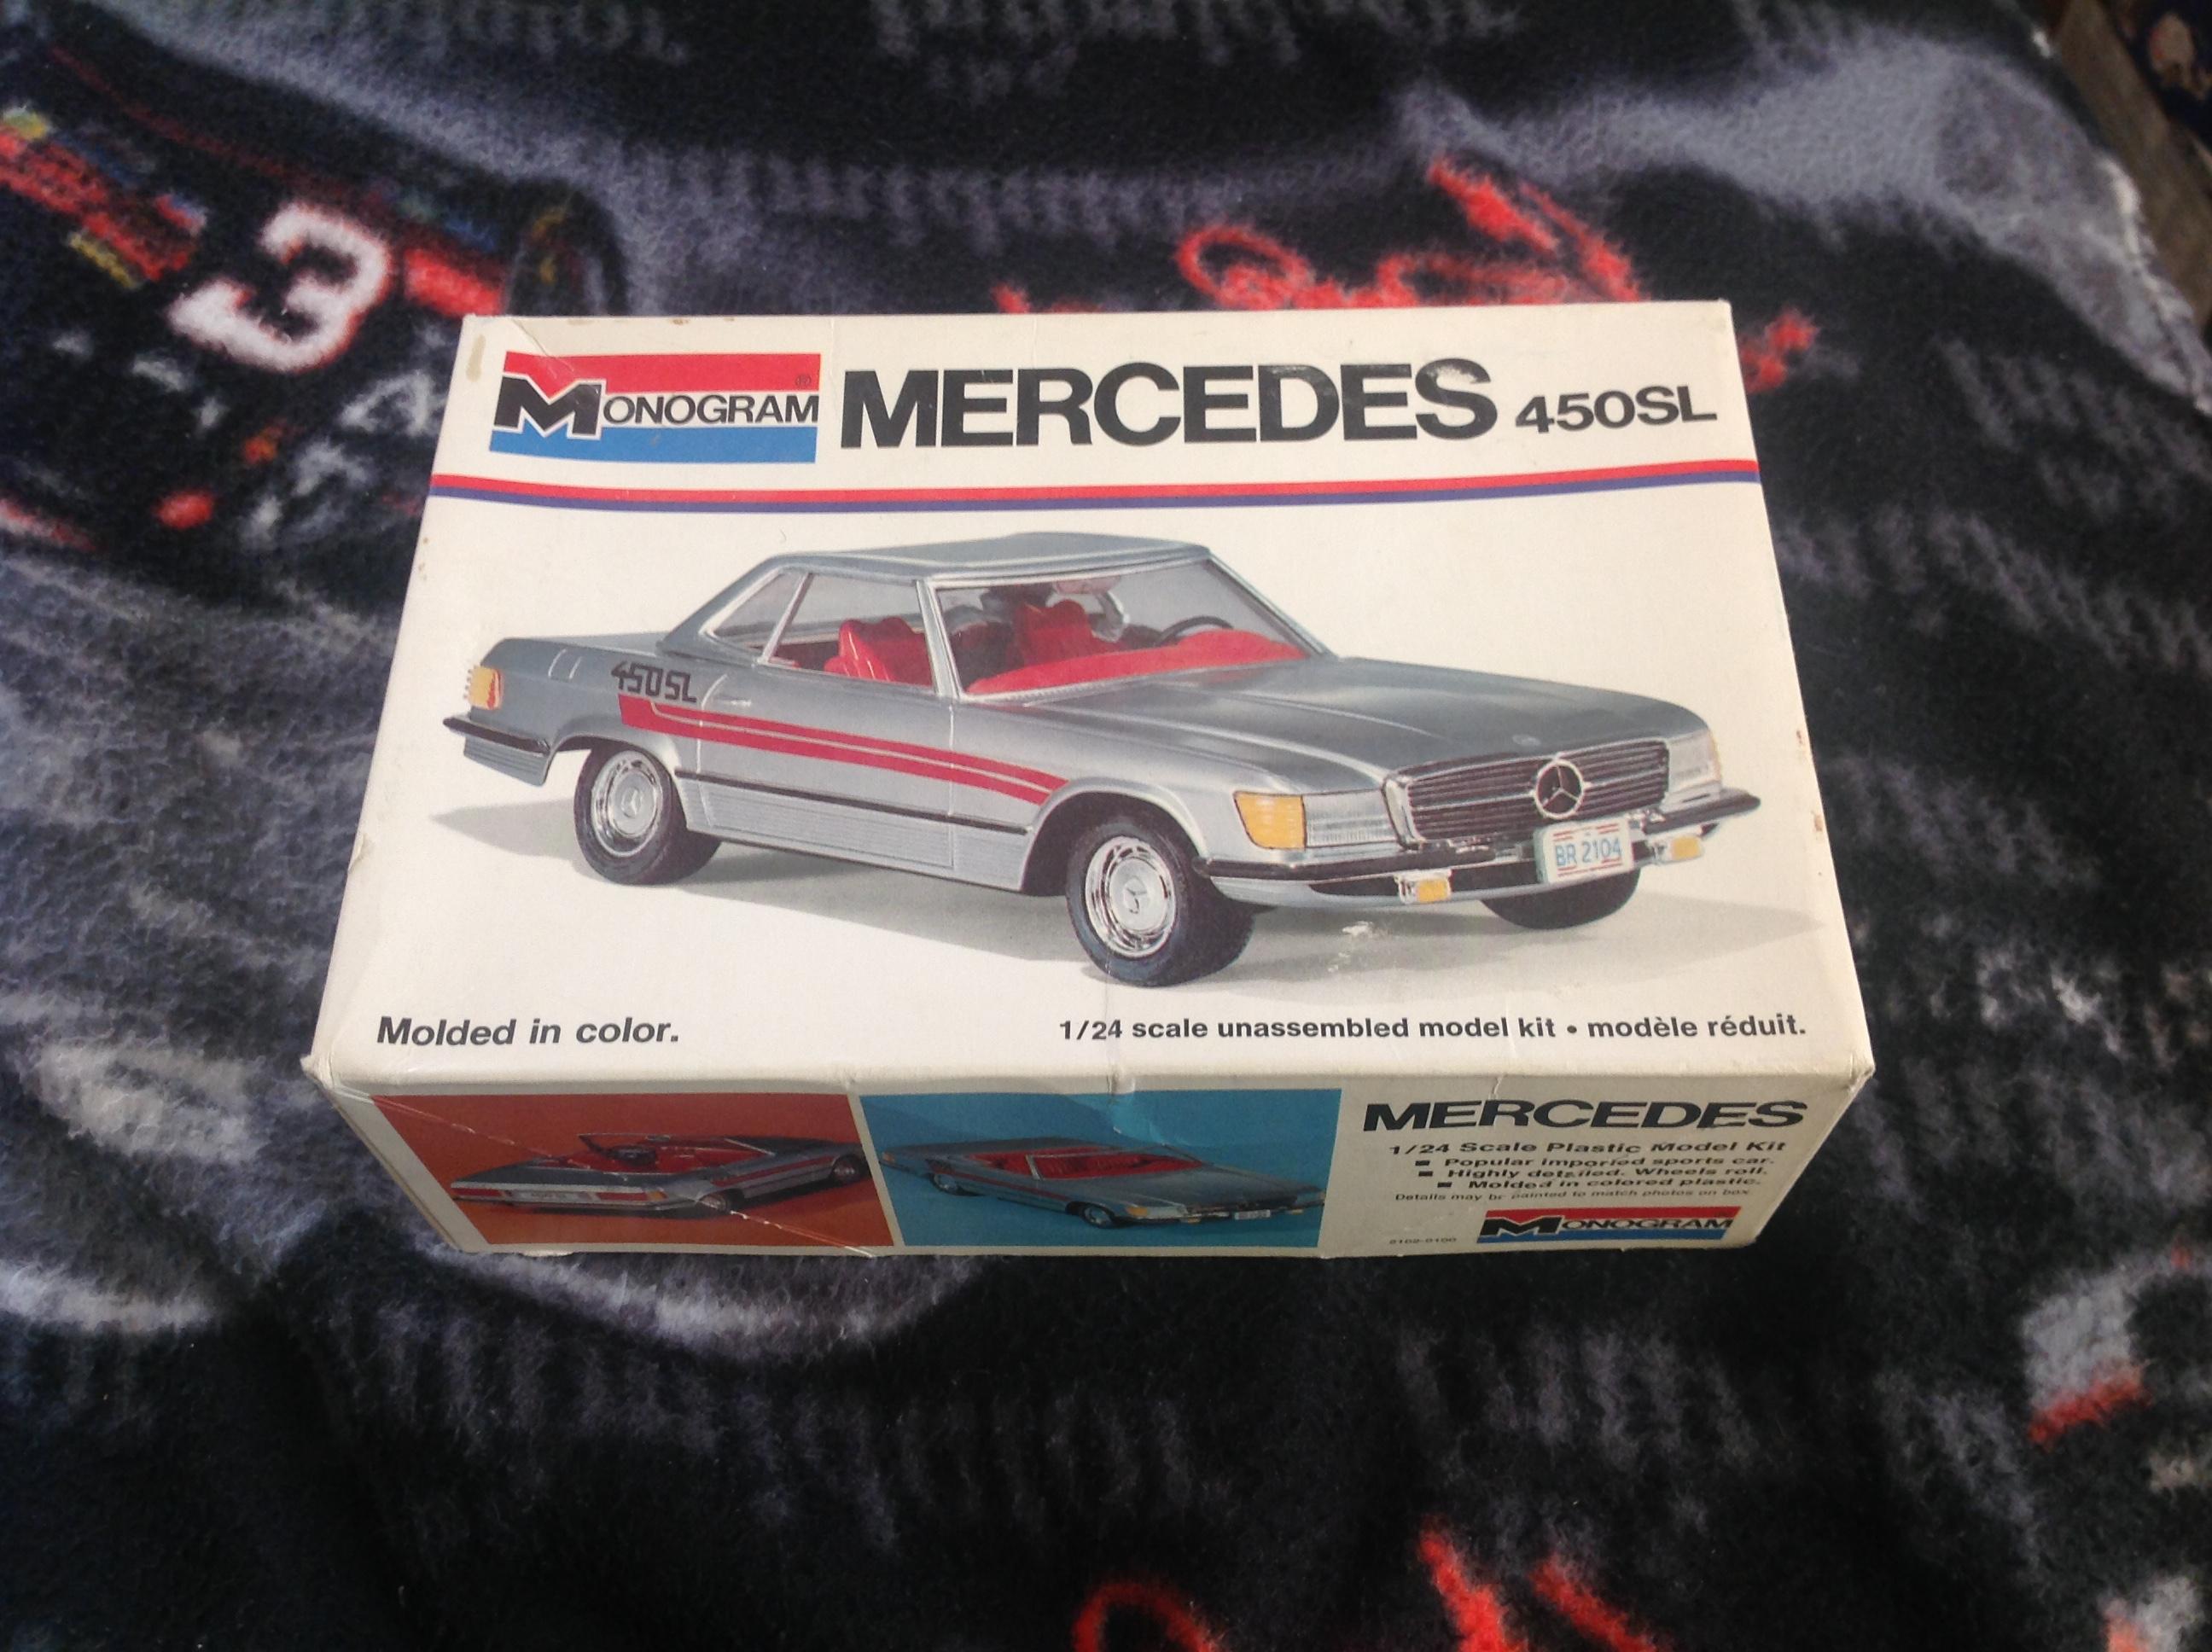 3
MONOGRAM®
MERCEDES 450SL
450SL
BR 2104
Molded in color.
1/24 scale unassembled model kit • modèle réduit.
MERCEDES
1/24 Scale Plastic Model Kit
■ Popular imported sports car.
■ Highly detailed. Wheels roll.
■ Molded in colored plastic.
Details may be painted to match photos on box.
MONOGRAM
2102-0100